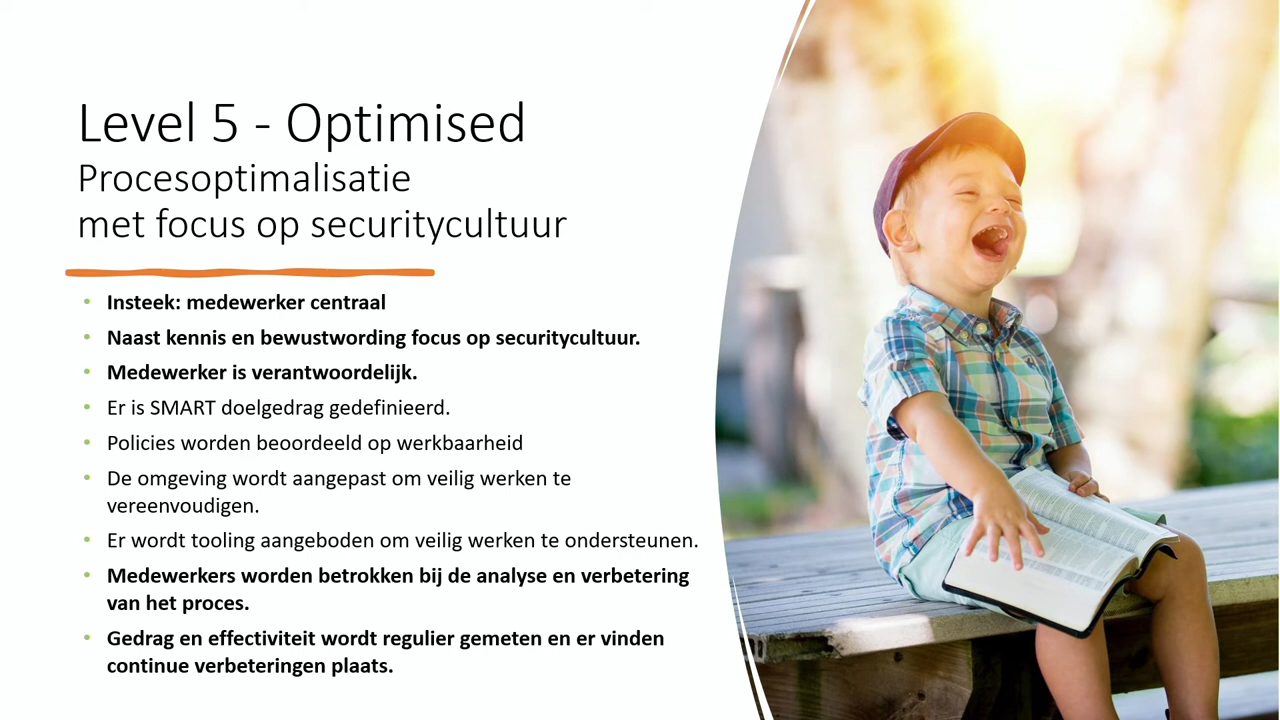 Level 5 - Optimised
Procesoptimalisatie
met focus op securitycultuur
• Insteek: medewerker centraal
• Naast kennis en bewustwording focus op securitycultuur.
• Medewerker is verantwoordelijk.
• Er is SMART doelgedrag gedefinieerd.
• Policies worden beoordeeld op werkbaarheid
• De omgeving wordt aangepast om veilig werken te
vereenvoudigen.
• Er wordt tooling aangeboden om veilig werken te ondersteunen.
• Medewerkers worden betrokken bij de analyse en verbetering
van het proces.
• Gedrag en effectiviteit wordt regulier gemeten en er vinden
continue verbeteringen plaats.